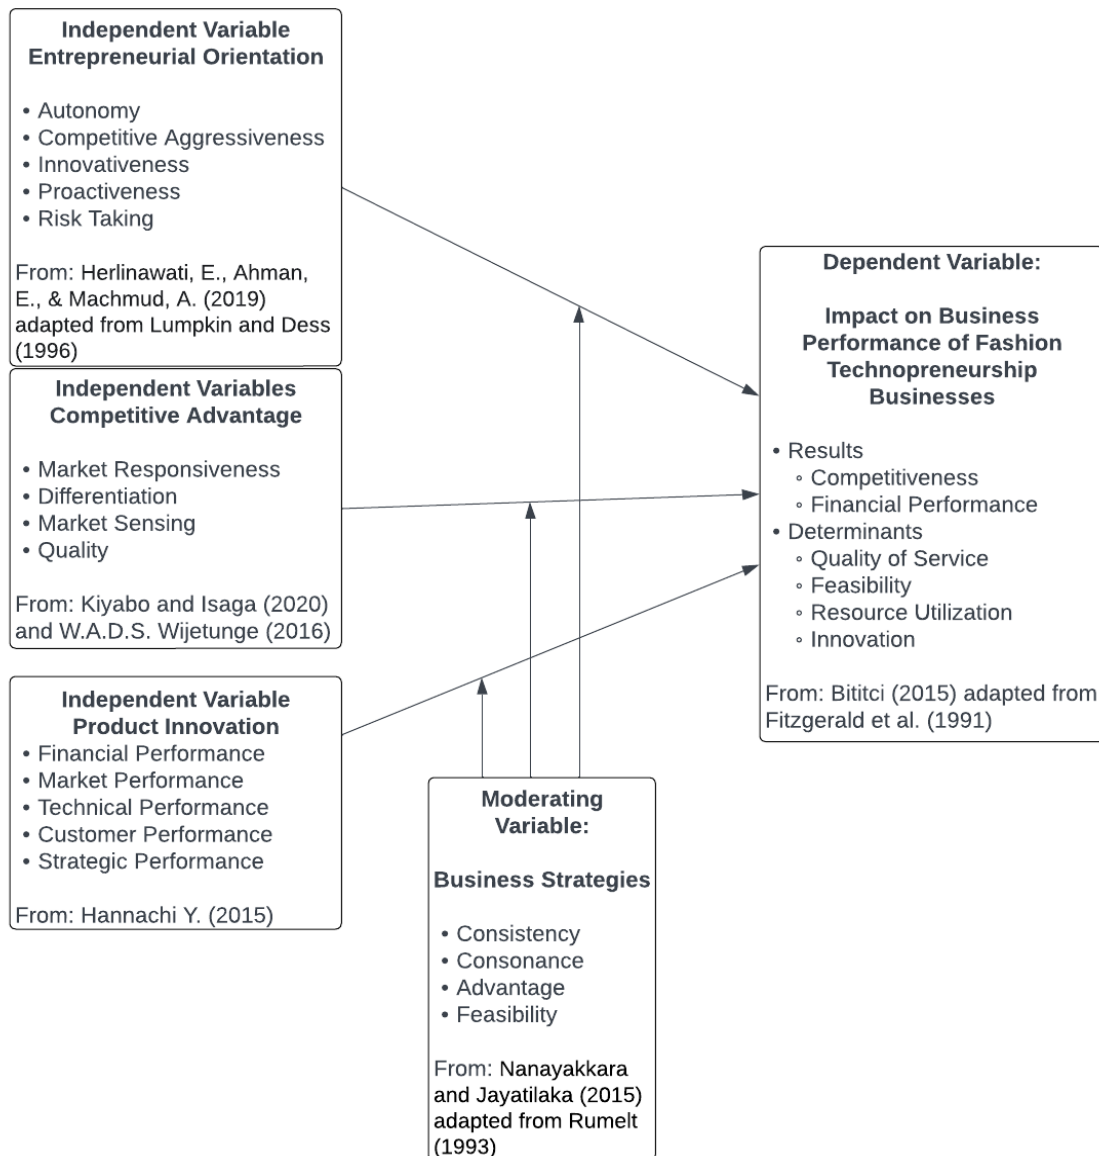 Independent Variable
Entrepreneurial Orientation
• Autonomy
• Competitive Aggressiveness
• Innovativeness
• Proactiveness
• Risk Taking
From: Herlinawati, E., Ahman,
E., & Machmud, A. (2019)
adapted from Lumpkin and Dess
(1996)
Independent Variables
Competitive Advantage
• Market Responsiveness
• Differentiation
• Market Sensing
• Quality
From: Kiyabo and Isaga (2020)
and W.A.D.S. Wijetunge (2016)
Independent Variable
Product Innovation
• Financial Performance
• Market Performance
• Technical Performance
• Customer Performance
• Strategic Performance
From: Hannachi Y. (2015)
Moderating
Variable:
Business Strategies
• Consistency
• Consonance
• Advantage
• Feasibility
From: Nanayakkara
and Jayatilaka (2015)
adapted from Rumelt
(1993)
Dependent Variable:
Impact on Business
Performance of Fashion
Technopreneurship
Businesses
• Results
◦ Competitiveness
◦ Financial Performance
• Determinants
◦ Quality of Service
◦ Feasibility
◦ Resource Utilization
◦ Innovation
From: Bititci (2015) adapted from
Fitzgerald et al. (1991)